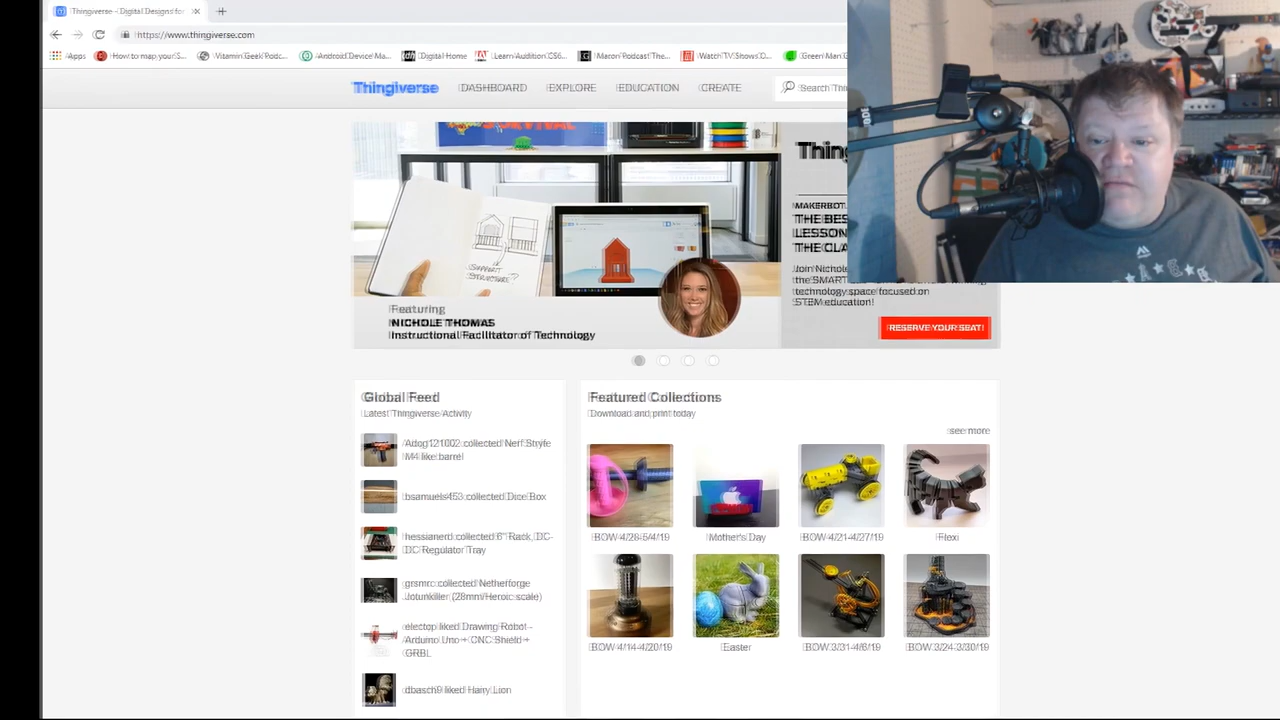 Thingiverse - Digital Designs for
https://www.thingiverse.com
Apps
How to map your S...
Vitamin Geek Podc...
Android Device Ma...
Digital Home
Learn Audition CS6...
Maron Podcast The...
Watch TV Shows O...
Green Man G
Thingiverse
DASHBOARD
EXPLORE
EDUCATION
CREATE
Search Thi
Thing
MAKERBOT
THE BES
LESSON
THE CLA
Join Nichole
the SMART
technology space focused on
STEM education!
RESERVE YOUR SEAT!
Featuring
NICHOLE THOMAS
Instructional Facilitator of Technology
Global Feed
Latest Thingiverse Activity
Adog121002 collected Nerf Stryfe
M4 like barrel
bsamuels453 collected Dice Box
hessianerd collected 6" Rack, DC-
DC Regulator Tray
grsmrc collected Netherforge
Jotunkiller (28mm/Heroic scale)
electop liked Drawing Robot -
Arduino Uno + CNC Shield +
GRBL
dbasch9 liked Hairy Lion
Featured Collections
Download and print today
see more
BOW 4/28-5/4/19
Mother's Day
BOW 4/21-4/27/19
Flexi
BOW 4/14-4/20/19
Easter
BOW 3/31-4/6/19
BOW 3/24-3/30/19